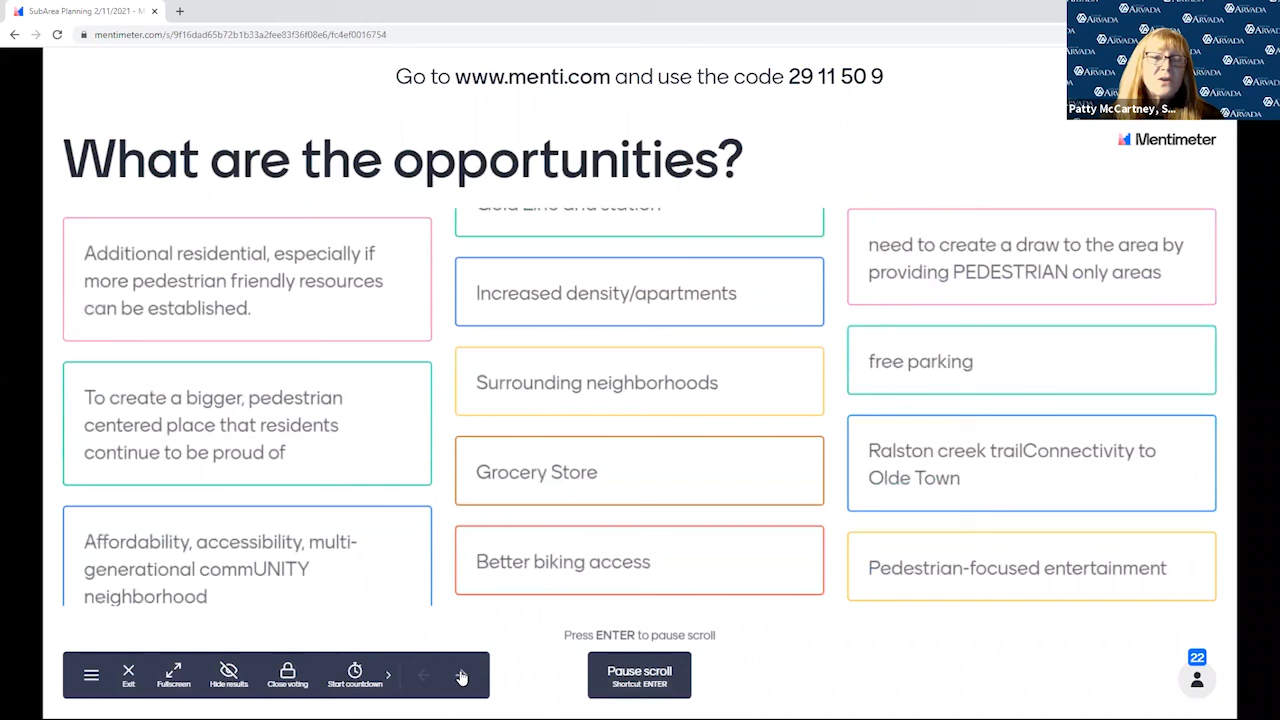 SubArea Planning 2/11/2021 - M
mentimeter.com/s/9f16dad65b72b1b33a2fee83f36f08e6/fc4ef0016754
ARVADA
Patty McCartney, S...
Go to www.menti.com and use the code 29 11 50 9
Mentimeter
What are the opportunities?
Additional residential, especially if
more pedestrian friendly resources
can be established.
To create a bigger, pedestrian
centered place that residents
continue to be proud of
Affordability, accessibility, multi-
generational commUNITY
neighborhood
Gold Line and station
Increased density/apartments
Surrounding neighborhoods
Grocery Store
Better biking access
need to create a draw to the area by
providing PEDESTRIAN only areas
free parking
Ralston creek trailConnectivity to
Olde Town
Pedestrian-focused entertainment
Press ENTER to pause scroll
Exit
Fullscreen
Hide results
Close voting
Start countdown
Pause scroll
Shortcut: ENTER
22